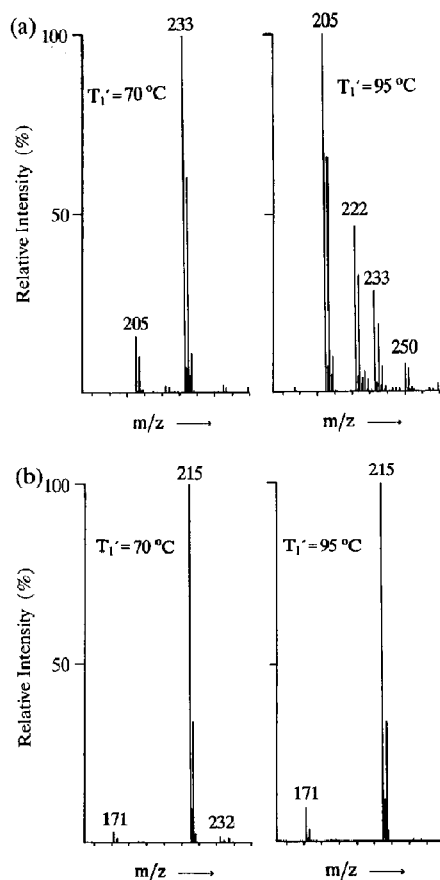 (a)
100
50
Relative Intensity (%)
T₁´ = 70 °C
233
205
m/z
T₁´ = 95 °C
205
222
233
250
m/z
(b)
100
50
Relative Intensity (%)
T₁´ = 70 °C
215
171
232
m/z
T₁´ = 95 °C
215
171
m/z